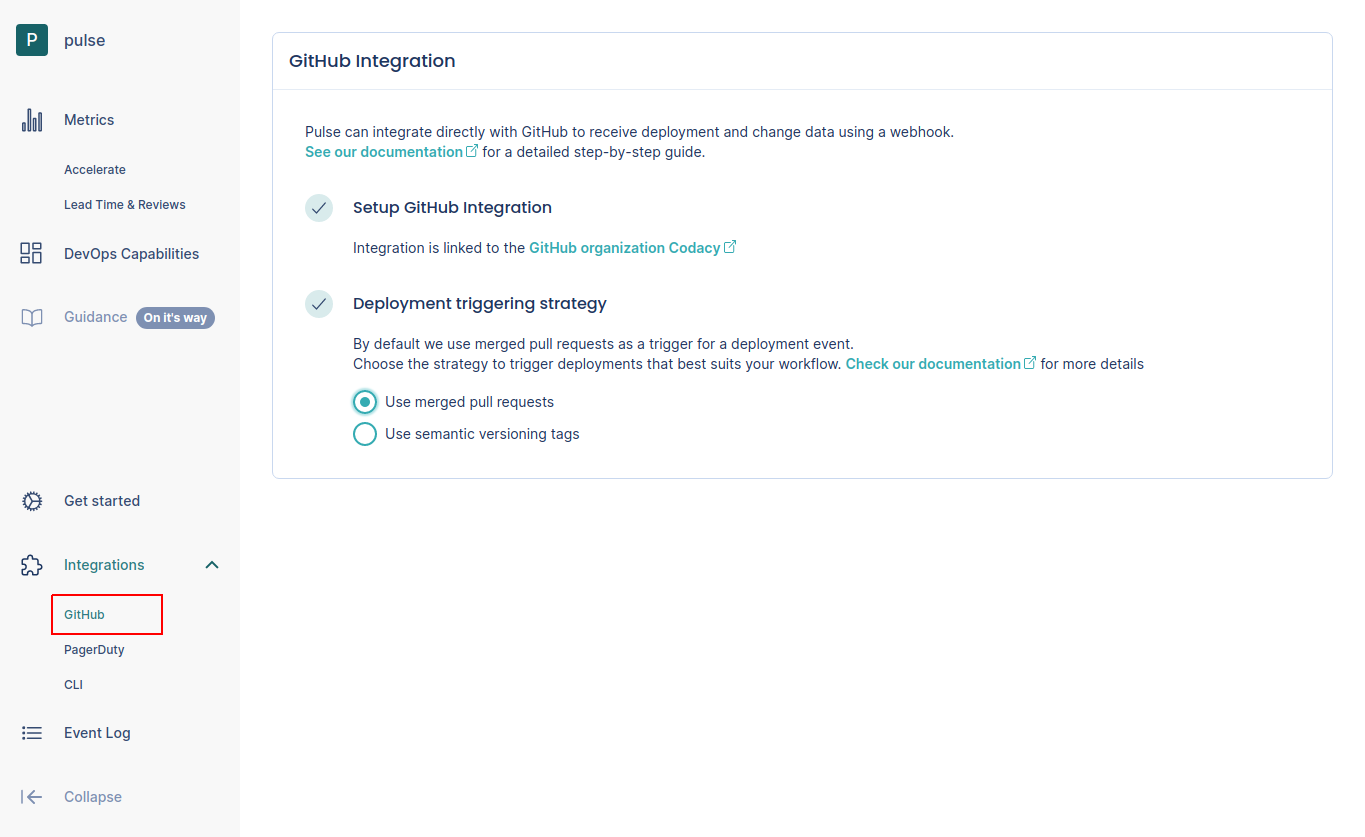 P
pulse
Metrics
Accelerate
Lead Time & Reviews
DevOps Capabilities
Guidance On it's way
Get started
Integrations
GitHub
PagerDuty
CLI
Event Log
Collapse
GitHub Integration
Pulse can integrate directly with GitHub to receive deployment and change data using a webhook.
See our documentation for a detailed step-by-step guide.
Setup GitHub Integration
Integration is linked to the GitHub organization Codacy
Deployment triggering strategy
By default we use merged pull requests as a trigger for a deployment event.
Choose the strategy to trigger deployments that best suits your workflow. Check our documentation for more details
Use merged pull requests
Use semantic versioning tags